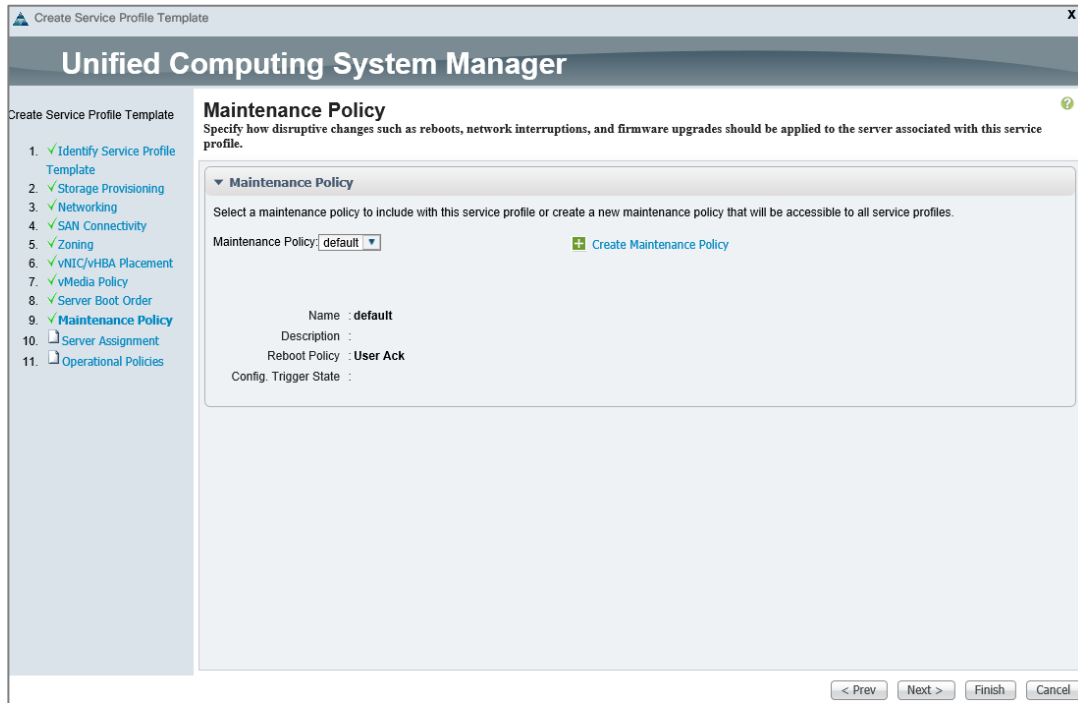 Create Service Profile Template
X
Unified Computing System Manager
Create Service Profile Template
1. √Identify Service Profile
Template
2. √Storage Provisioning
3. √Networking
4. √SAN Connectivity
5. √Zoning
6. √vNIC/vHBA Placement
7. √vMedia Policy
8. √Server Boot Order
9. √Maintenance Policy
10. Server Assignment
11. Operational Policies
Maintenance Policy
?
Specify how disruptive changes such as reboots, network interruptions, and firmware upgrades should be applied to the server associated with this service
profile.
Maintenance Policy
Select a maintenance policy to include with this service profile or create a new maintenance policy that will be accessible to all service profiles.
Maintenance Policy: default
Create Maintenance Policy
Name : default
Description :
Reboot Policy : User Ack
Config. Trigger State :
< Prev
Next >
Finish
Cancel